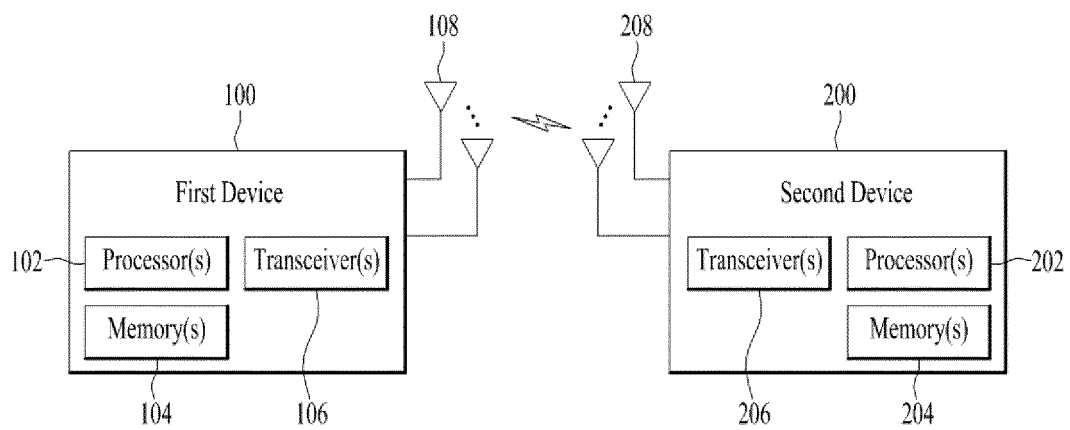 108
208
100
200
First Device
Second Device
102
Processor(s)
Transceiver(s)
Transceiver(s)
Processor(s)
202
Memory(s)
Memory(s)
104
106
206
204